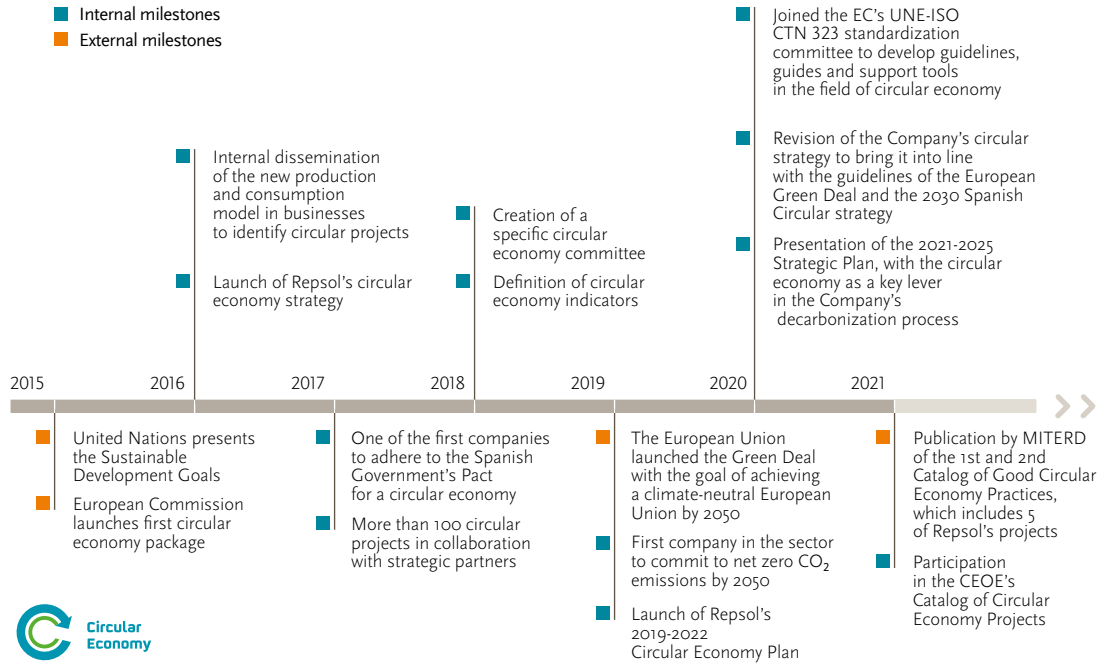 Internal milestones
External milestones
Internal dissemination
of the new production
and consumption
model in businesses
to identify circular projects
Launch of Repsol's circular
economy strategy
Creation of a
specific circular
economy committee
Definition of circular
economy indicators
Joined the EC's UNE-ISO
CTN 323 standardization
committee to develop guidelines,
guides and support tools
in the field of circular economy
Revision of the Company's circular
strategy to bring it into line
with the guidelines of the European
Green Deal and the 2030 Spanish
Circular strategy
Presentation of the 2021-2025
Strategic Plan, with the circular
economy as a key lever
in the Company's
decarbonization process
2015
2016
2017
2018
2019
2020
2021
United Nations presents
the Sustainable
Development Goals
European Commission
launches first circular
economy package
One of the first companies
to adhere to the Spanish
Government's Pact
for a circular economy
More than 100 circular
projects in collaboration
with strategic partners
The European Union
launched the Green Deal
with the goal of achieving
a climate-neutral European
Union by 2050
First company in the sector
to commit to net zero CO₂
emissions by 2050
Launch of Repsol's
2019-2022
Circular Economy Plan
Publication by MITERD
of the 1st and 2nd
Catalog of Good Circular
Economy Practices,
which includes 5
of Repsol's projects
Participation
in the CEOE's
Catalog of Circular
Economy Projects
Circular
Economy